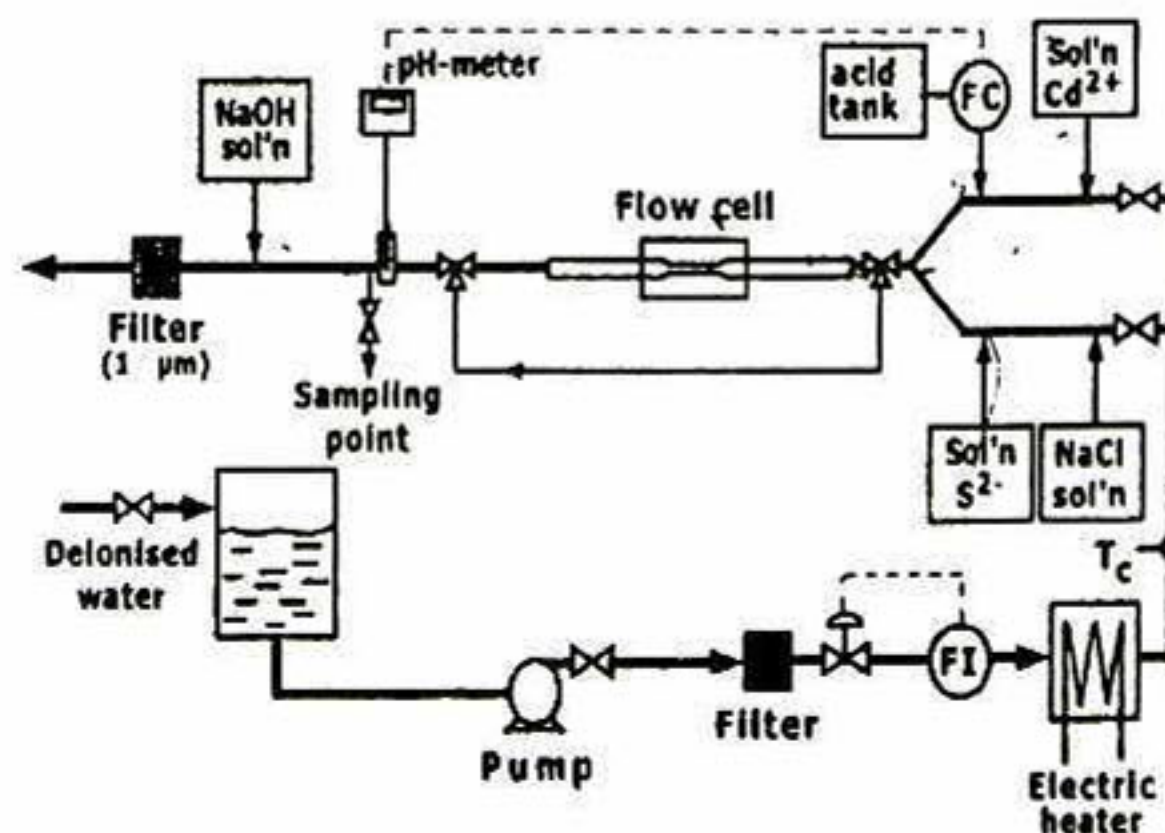 pH-meter
NaOH
sol'n
acid
tank
FC
Sol'n
Cd2+
Flow cell
Filter
(1 µm)
Sampling
point
Sol'n
S2-
NaCl
sol'n
Deionised
water
Tc
FI
Filter
Pump
Electric
heater